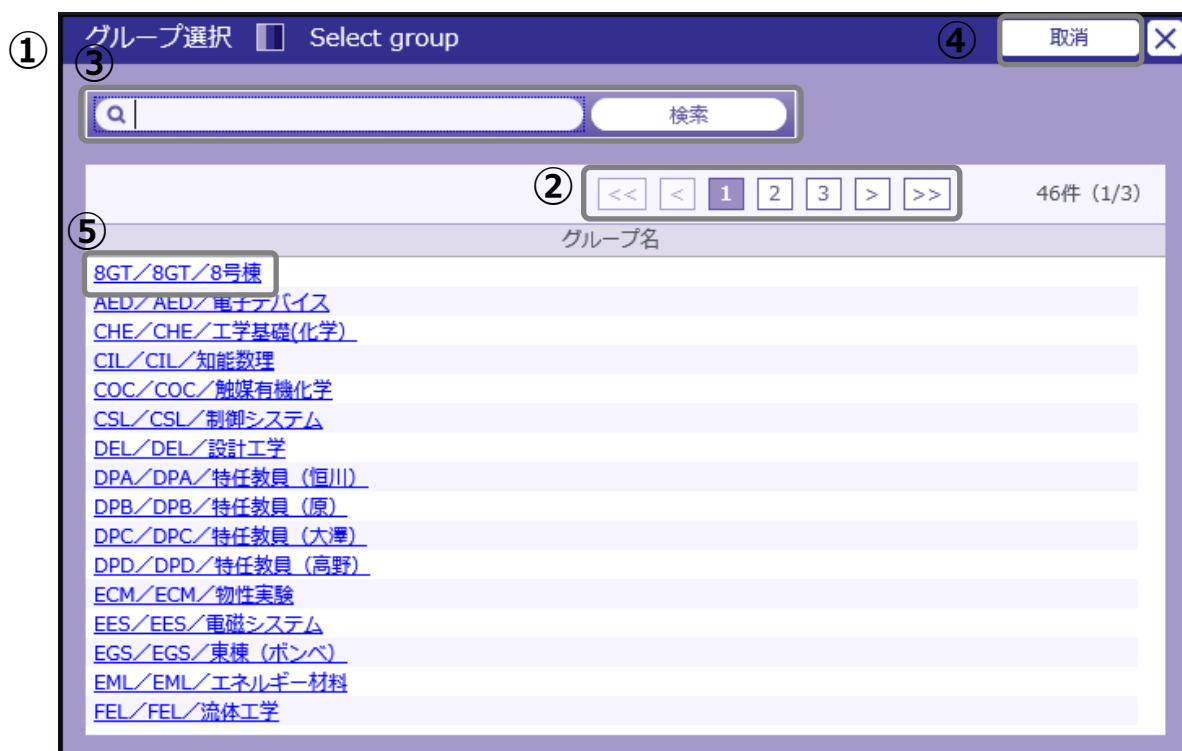 ① グループ選択 Select group ④ 取消 ×
③
検索
② << < 1 2 3 > >> 46件 (1/3)
⑤ グループ名
8GT／8GT／8号棟
AED／AED／電子デバイス
CHE／CHE／工学基礎(化学）
CIL／CIL／知能数理
COC／COC／触媒有機化学
CSL／CSL／制御システム
DEL／DEL／設計工学
DPA／DPA／特任教員（恒川）
DPB／DPB／特任教員（原）
DPC／DPC／特任教員（大澤）
DPD／DPD／特任教員（高野）
ECM／ECM／物性実験
EES／EES／電磁システム
EGS／EGS／東棟（ボンベ）
EML／EML／エネルギー材料
FEL／FEL／流体工学